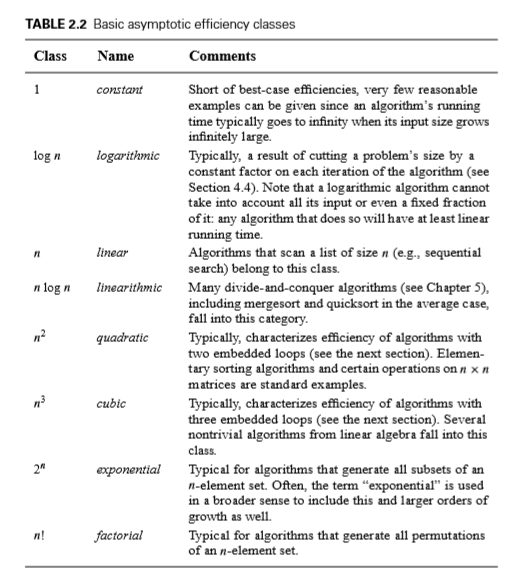 TABLE 2.2 Basic asymptotic efficiency classes
Class Name Comments
1 constant Short of best-case efficiencies, very few reasonable
examples can be given since an algorithm's running
time typically goes to infinity when its input size grows
infinitely large.
log n logarithmic Typically, a result of cutting a problem's size by a
constant factor on each iteration of the algorithm (see
Section 4.4). Note that a logarithmic algorithm cannot
take into account all its input or even a fixed fraction
of it: any algorithm that does so will have at least linear
running time.
n linear Algorithms that scan a list of size n (e.g., sequential
search) belong to this class.
n log n linearithmic Many divide-and-conquer algorithms (see Chapter 5),
including mergesort and quicksort in the average case,
fall into this category.
n² quadratic Typically, characterizes efficiency of algorithms with
two embedded loops (see the next section). Elemen-
tary sorting algorithms and certain operations on n × n
matrices are standard examples.
n³ cubic Typically, characterizes efficiency of algorithms with
three embedded loops (see the next section). Several
nontrivial algorithms from linear algebra fall into this
class.
2ⁿ exponential Typical for algorithms that generate all subsets of an
n-element set. Often, the term "exponential" is used
in a broader sense to include this and larger orders of
growth as well.
n! factorial Typical for algorithms that generate all permutations
of an n-element set.